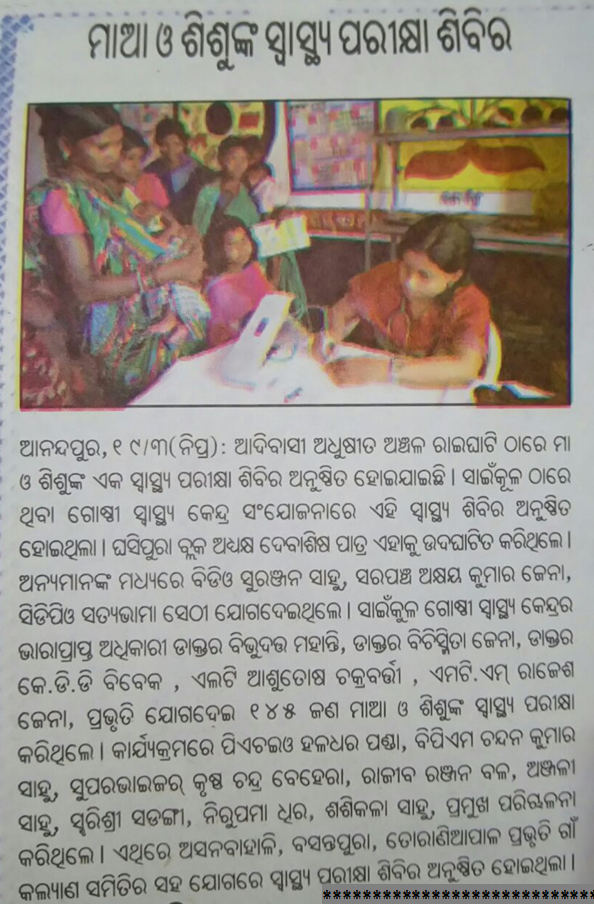 ମାଆ ଓ ଶିଶୁଙ୍କ ସ୍ୱାସ୍ଥ୍ୟ ପରୀକ୍ଷା ଶିବିର
ଆନନ୍ଦପୁର,୧୯/୩(ନିପ୍ର): ଆଦିବାସୀ ଅଧୁଷୀତ ଅଞ୍ଚଳ ରାଇଘାଟି ଠାରେ ମା
ଓ ଶିଶୁଙ୍କ ଏକ ସ୍ୱାସ୍ଥ୍ୟ ପରୀକ୍ଷା ଶିବିର ଅନୁଷ୍ଠିତ ହୋଇଯାଇଛି । ସାଇଁକୂଳ ଠାରେ
ଥିବା ଗୋଷ୍ଠୀ ସ୍ୱାସ୍ଥ୍ୟ କେନ୍ଦ୍ର ସଂଯୋଜନାରେ ଏହି ସ୍ୱାସ୍ଥ୍ୟ ଶିବିର ଅନୁଷ୍ଠିତ
ହୋଇଥିଲା । ଘସିପୁରା ବ୍ଲକ ଅଧ୍ୟକ୍ଷ ଦେବାଶିଷ ପାତ୍ର ଏହାକୁ ଉଦଘାଟିତ କରିଥିଲେ ।
ଅନ୍ୟମାନଙ୍କ ମଧ୍ୟରେ ବିଡିଓ ସୁରଞ୍ଜନ ସାହୁ, ସରପଞ୍ଚ ଅକ୍ଷୟ କୁମାର ଜେନା,
ସିଡିପିଓ ସତ୍ୟଭାମା ସେଠୀ ଯୋଗଦେଇଥିଲେ । ସାଇଁକୁଳ ଗୋଷ୍ଠୀ ସ୍ୱାସ୍ଥ୍ୟ କେନ୍ଦ୍ରର
ଭାରାପ୍ରାପ୍ତ ଅଧିକାରୀ ଡାକ୍ତର ବିଭୁଦତ୍ତ ମହାନ୍ତି, ଡାକ୍ତର ବିଚିସ୍ମିତା ଜେନା, ଡାକ୍ତର
କେ.ଡି.ଡି ବିବେକ , ଏଲଟି ଆଶୁତୋଷ ଚକ୍ରବର୍ତ୍ତୀ , ଏମଟି.ଏମ୍ ରାଜେଶ
ଜେନା, ପ୍ରଭୃତି ଯୋଗଦେଇ ୧୪୫ ଜଣ ମାଆ ଓ ଶିଶୁଙ୍କ ସ୍ୱାସ୍ଥ୍ୟ ପରୀକ୍ଷା
କରିଥିଲେ । କାର୍ଯ୍ୟକ୍ରମରେ ପିଏଚଇଓ ହଳଧର ପଣ୍ଡା, ବିପିଏମ ଚନ୍ଦନ କୁମାର
ସାହୁ, ସୁପରଭାଇଜର୍ କୃଷ୍ଣ ଚନ୍ଦ୍ର ବେହେରା, ରାଜୀବ ରଞ୍ଜନ ବଳ, ଅଞ୍ଜଳୀ
ସାହୁ, ସଡଙ୍ଗୀ, ନିରୁପମା ଧିର, ଶଶିକଳା ସାହୁ, ପ୍ରମୁଖ ପରିଚାଳନା
କରିଥିଲେ । ଏଥିରେ ଅସନବାହାଳି, ବସନ୍ତପୁରା, ତୋରାଣିଆପାଳ ପ୍ରଭୃତି ଗାଁ
କଲ୍ୟାଣ ସମିତିର ସହ ଯୋଗରେ ସ୍ୱାସ୍ଥ୍ୟ ପରୀକ୍ଷା ଶିବିର ଅନୁଷ୍ଠିତ ହୋଇଥିଲା ।